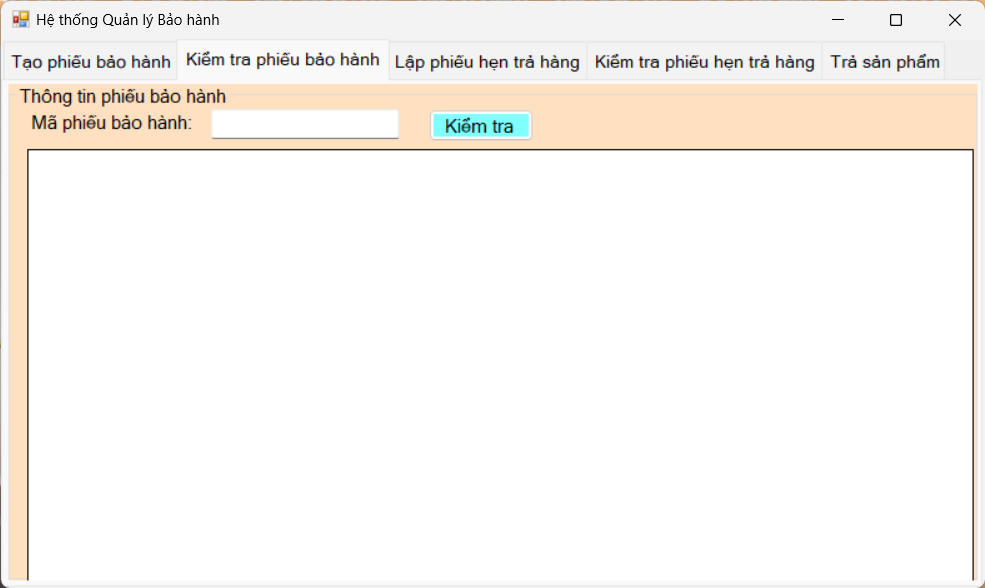 Hệ thống Quản lý Bảo hành
Tạo phiếu bảo hành Kiểm tra phiếu bảo hành Lập phiếu hẹn trả hàng Kiểm tra phiếu hẹn trả hàng Trả sản phẩm
Thông tin phiếu bảo hành
Mã phiếu bảo hành: Kiểm tra